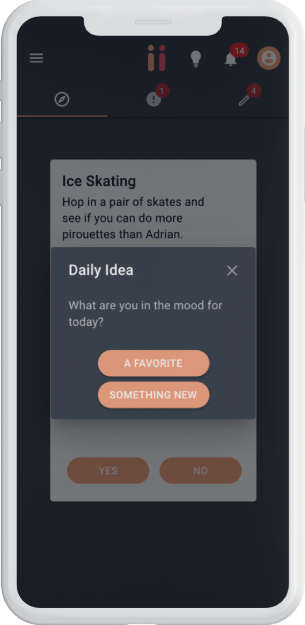 14
1
4
Ice Skating
Hop in a pair of skates and
see if you can do more
pirouettes than Adrian.
Daily Idea
What are you in the mood for
today?
A FAVORITE
SOMETHING NEW
YES
NO